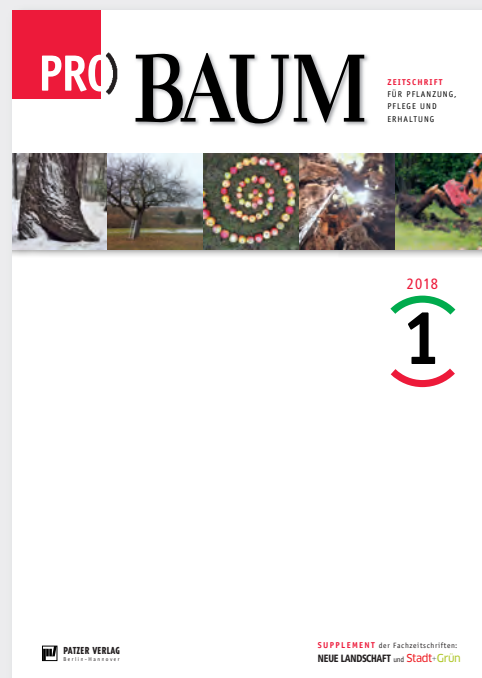 PRO BAUM
ZEITSCHRIFT
FÜR PFLANZUNG,
PFLEGE UND
ERHALTUNG
2018
1
PATZER VERLAG
Berlin-Hannover
SUPPLEMENT der Fachzeitschriften:
NEUE LANDSCHAFT und Stadt+Grün